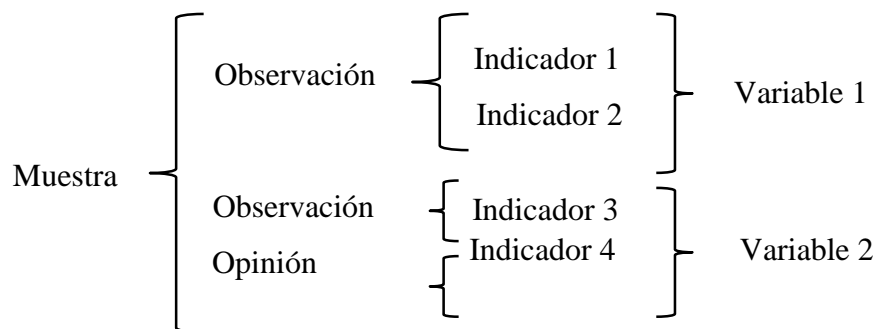 Observación
Indicador 1
Indicador 2
Variable 1
Muestra
Observación
Indicador 3
Opinión
Indicador 4
Variable 2